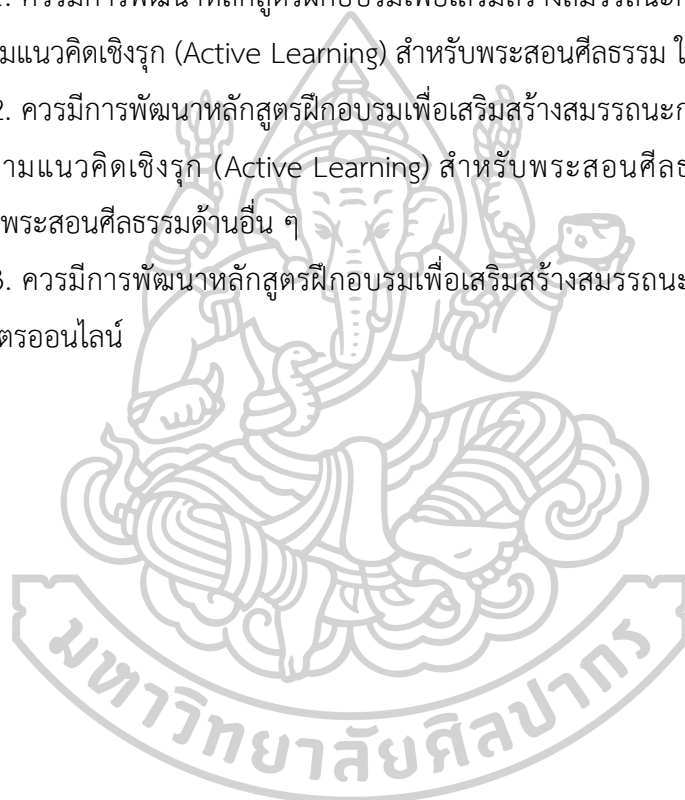 . ควรมีการพัฒนาหลักสูตรฝึกอบรมเพื่อเสริมสร้างสมรรถนะ
มแนวคิดเชิงรุก (Active Learning) สำหรับพระสอนศีลธรรม ใ
2. ควรมีการพัฒนาหลักสูตรฝึกอบรมเพื่อเสริมสร้างสมรรถนะก
ามแนวคิดเชิงรุก (Active Learning) สำหรับพระสอนศีลธ
พระสอนศีลธรรมด้านอื่น ๆ
3. ควรมีการพัฒนาหลักสูตรฝึกอบรมเพื่อเสริมสร้างสมรรถนะ
ตรออนไลน์
มหาวิทยาลัยศิลปากร